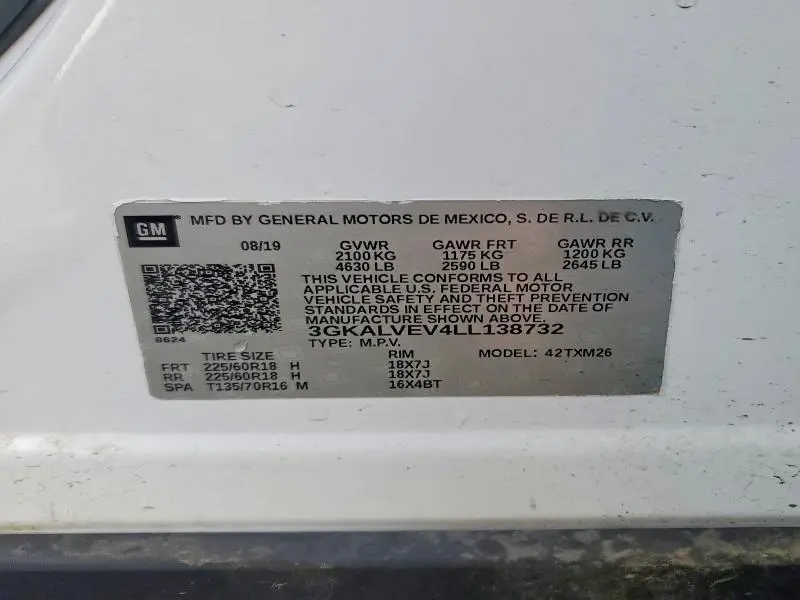 GM MFD BY GENERAL MOTORS DE MEXICO, S. DE R.L. DE C.V.
08/19 GVWR GAWR FRT GAWR RR
2100 KG 1175 KG 1200 KG
4630 LB 2590 LB 2645 LB
THIS VEHICLE CONFORMS TO ALL
APPLICABLE U.S. FEDERAL MOTOR
VEHICLE SAFETY AND THEFT PREVENTION
STANDARDS IN EFFECT ON THE DATE OF
MANUFACTURE SHOWN ABOVE.
3GKALVEV4LL138732
8624
TYPE: M.P.V.
TIRE SIZE RIM MODEL: 42TXM26
FRT 225/60R18 H 18X7J
RR 225/60R18 H 18X7J
SPA T135/70R16 M 16X4BT